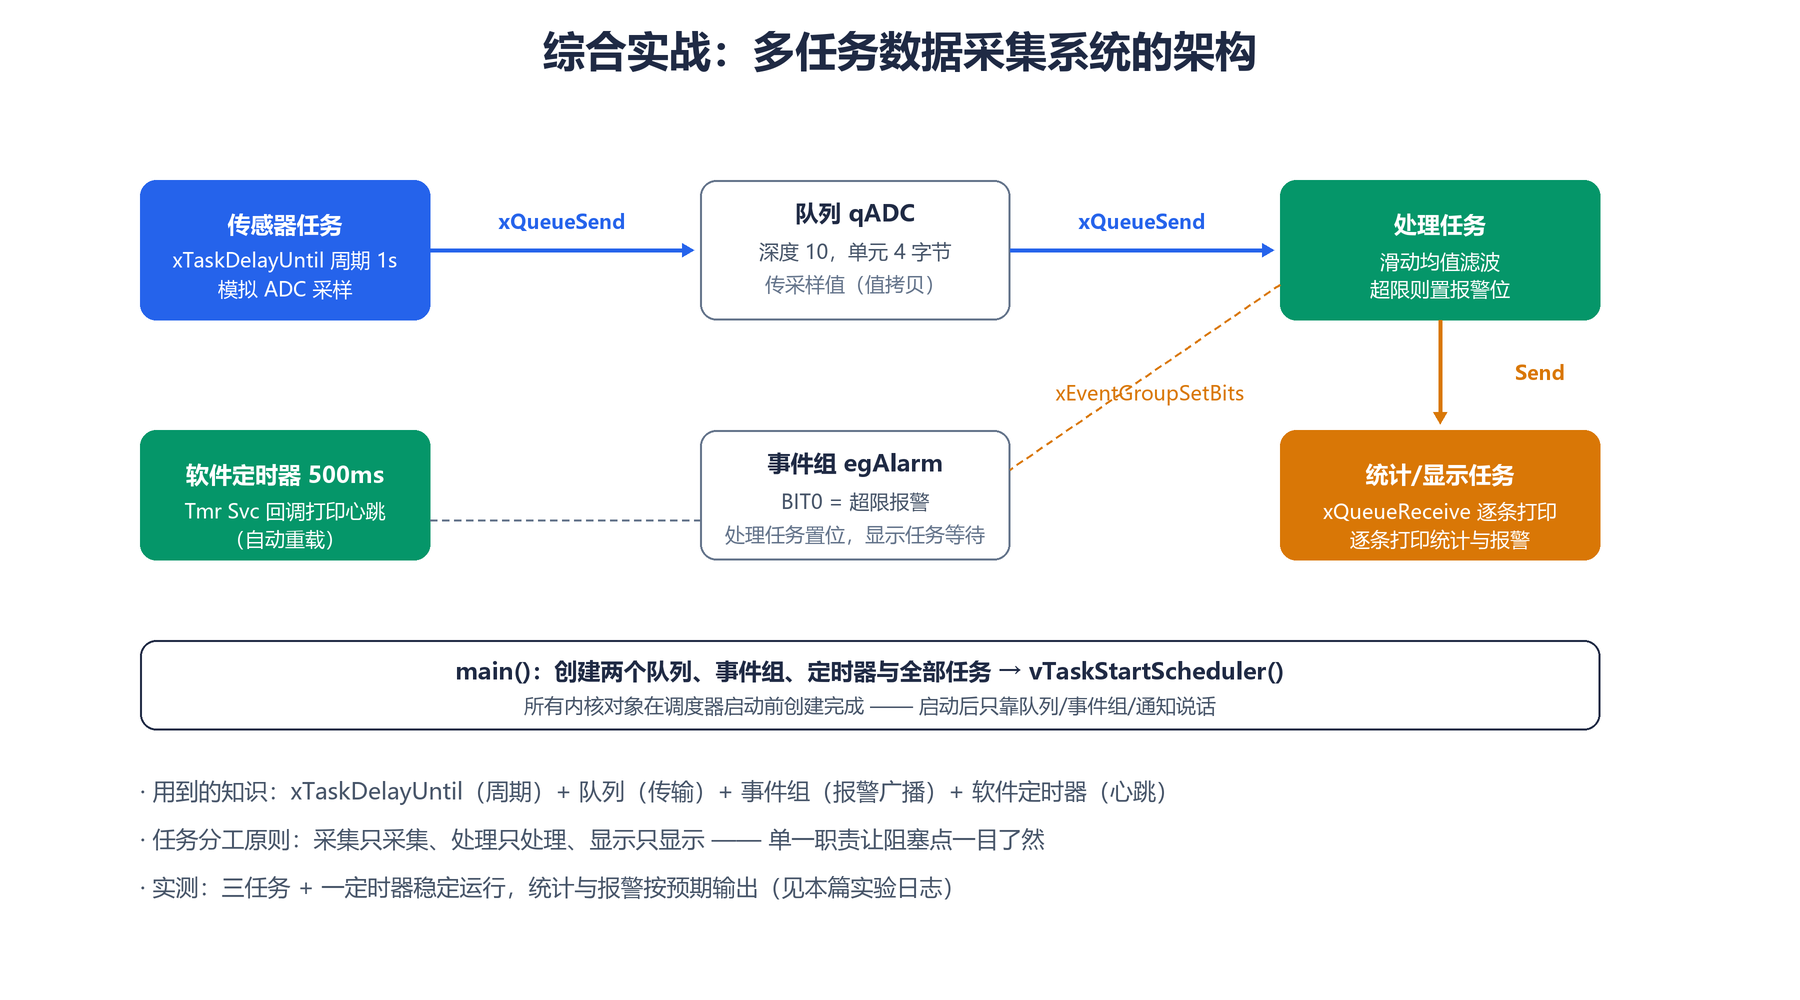 综合实战：多任务数据采集系统的架构
传感器任务
xTaskDelayUntil 周期 1s
模拟 ADC 采样
xQueueSend
队列 qADC
深度 10，单元 4 字节
传采样值（值拷贝）
xQueueSend
处理任务
滑动均值滤波
超限则置报警位
xEventGroupSetBits
Send
软件定时器 500ms
Tmr Svc 回调打印心跳
（自动重载）
事件组 egAlarm
BIT0 = 超限报警
处理任务置位，显示任务等待
统计/显示任务
xQueueReceive 逐条打印
逐条打印统计与报警
main()：创建两个队列、事件组、定时器与全部任务 → vTaskStartScheduler()
所有内核对象在调度器启动前创建完成 —— 启动后只靠队列/事件组/通知说话
· 用到的知识：xTaskDelayUntil（周期）+ 队列（传输）+ 事件组（报警广播）+ 软件定时器（心跳）
· 任务分工原则：采集只采集、处理只处理、显示只显示 —— 单一职责让阻塞点一目了然
· 实测：三任务 + 一定时器稳定运行，统计与报警按预期输出（见本篇实验日志）